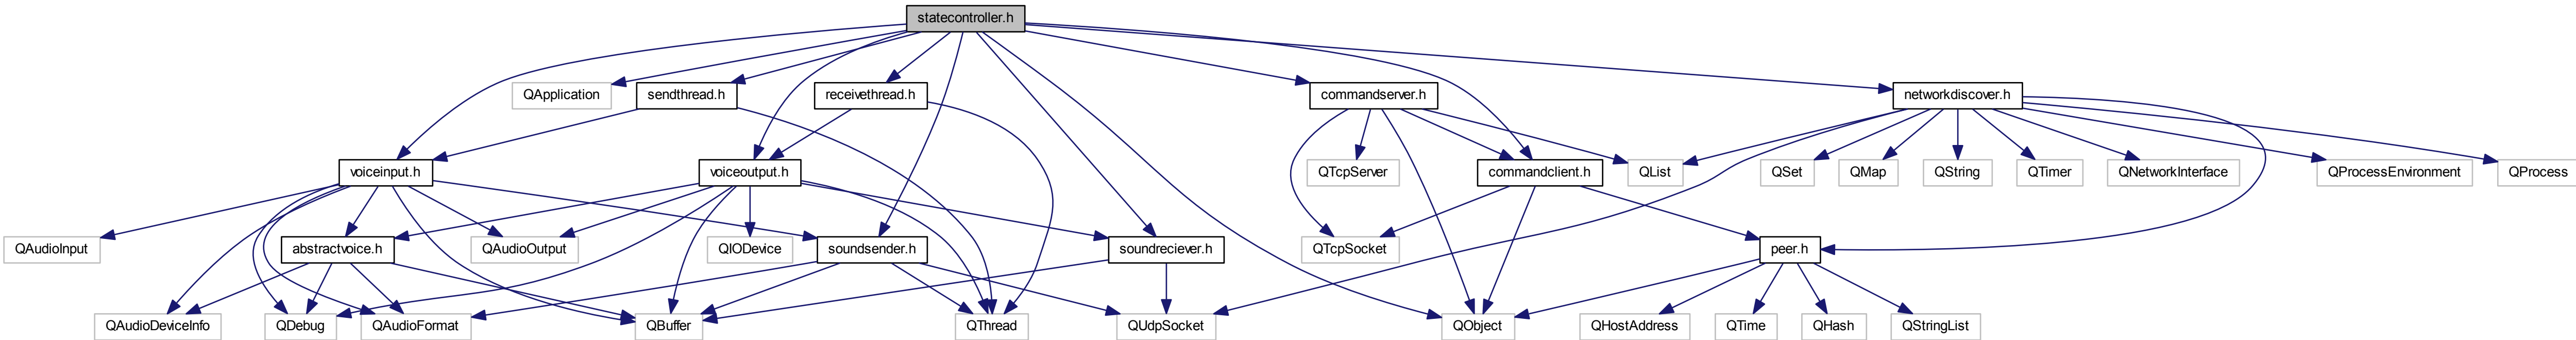 statecontroller.h
QApplication
sendthread.h
receivethread.h
commandserver.h
networkdiscover.h
voiceinput.h
voiceoutput.h
QTcpServer
commandclient.h
QList
QSet
QMap
QString
QTimer
QNetworkInterface
QProcessEnvironment
QProcess
QAudioInput
abstractvoice.h
QAudioOutput
QIODevice
soundsender.h
soundreciever.h
QTcpSocket
peer.h
QAudioDeviceInfo
QDebug
QAudioFormat
QBuffer
QThread
QUdpSocket
QObject
QHostAddress
QTime
QHash
QStringList